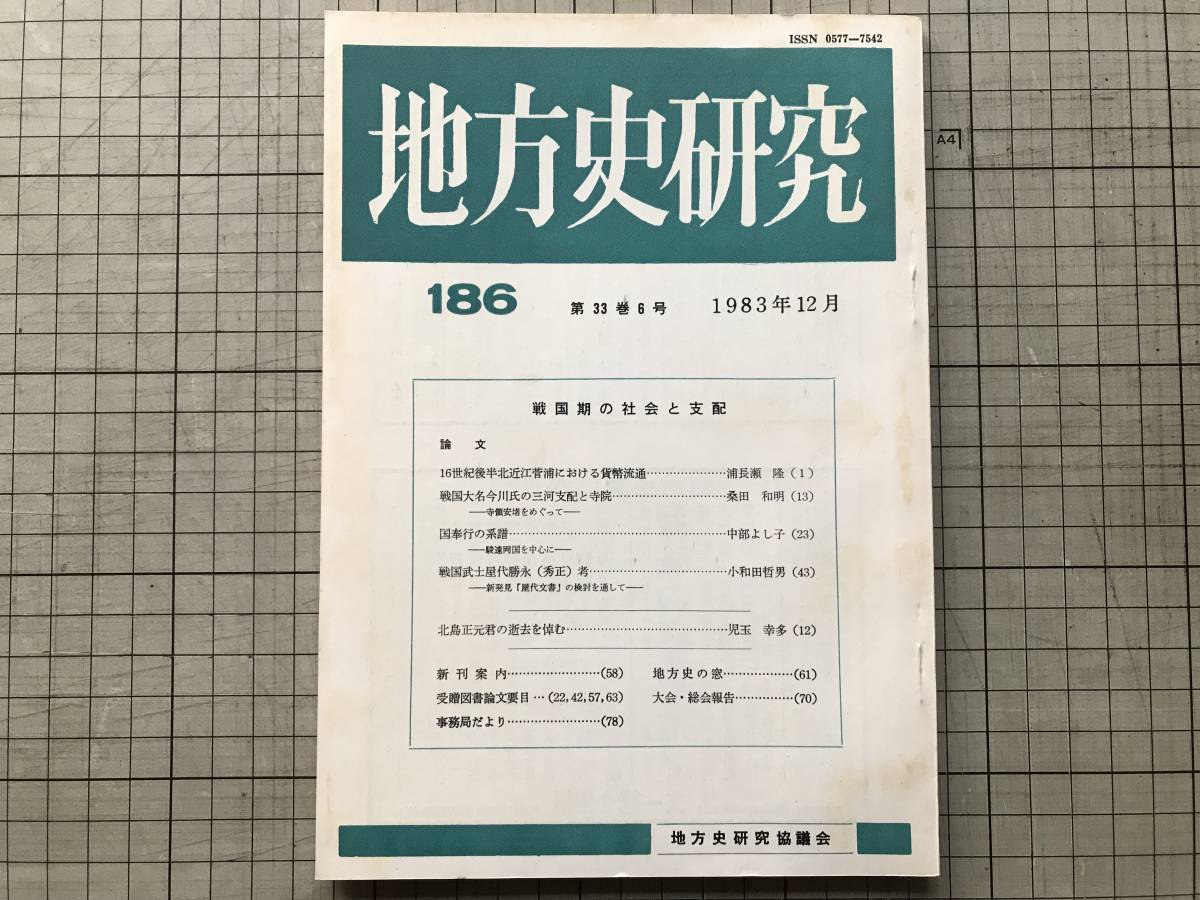 ISSN 0577—7542
地方史研究
A4
186 第33巻6号 1983年12月
戦国期の社会と支配
論文
16世紀後半北近江菅浦における貨幣流通…………………浦長瀬 隆(1)
戦国大名今川氏の三河支配と寺院…………………………桑田 和明(13)
——寺領安堵をめぐって——
国奉行の系譜…………………………………………………中部よし子(23)
——駿遠両国を中心に——
戦国武士屋代勝永(秀正)考………………………………小和田哲男(43)
——新発見『屋代文書』の検討を通して——
北島正元君の逝去を悼む……………………………………児玉 幸多(12)
新刊案内……………………(58) 地方史の窓………………(61)
受贈図書論文要目…(22,42,57,63) 大会・総会報告……………(70)
事務局だより……………………(78)
地方史研究協議会